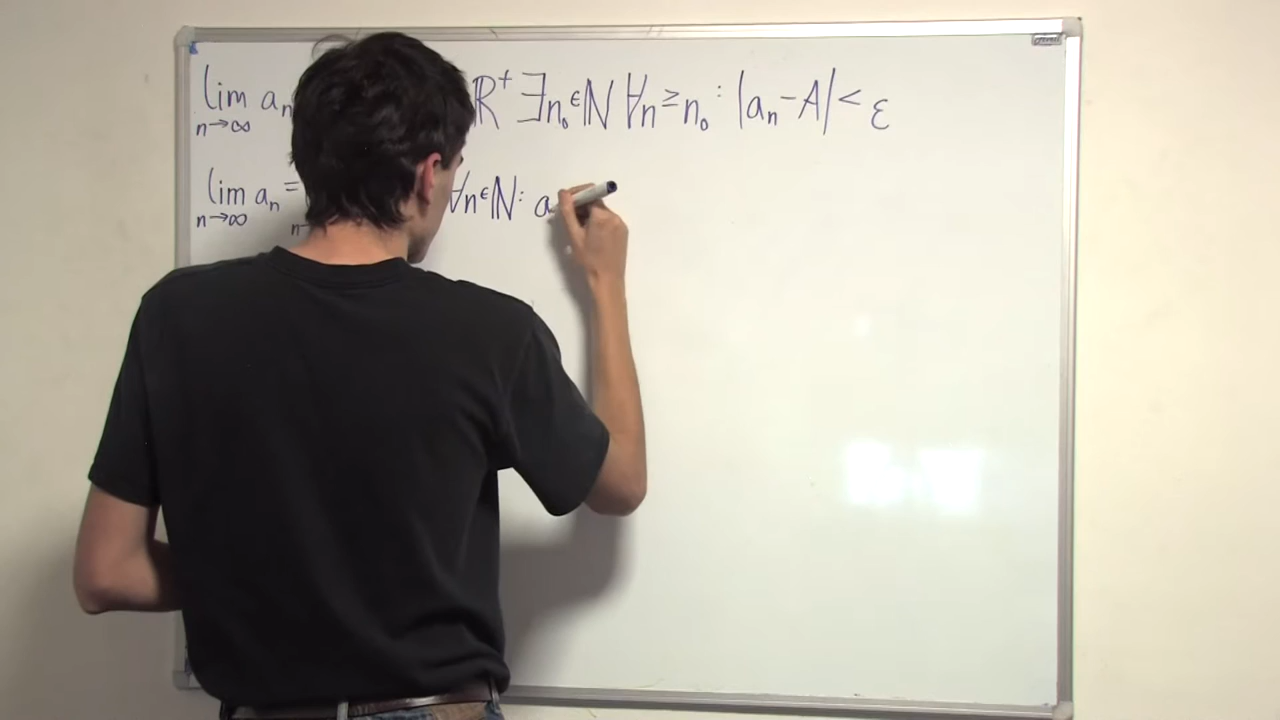 lim n→∞ aₙ ℝ⁺ ∃n₀∈ℕ ∀n≥n₀: |aₙ-A|<ε
lim n→∞ aₙ = n→ ∀n∈ℕ: a